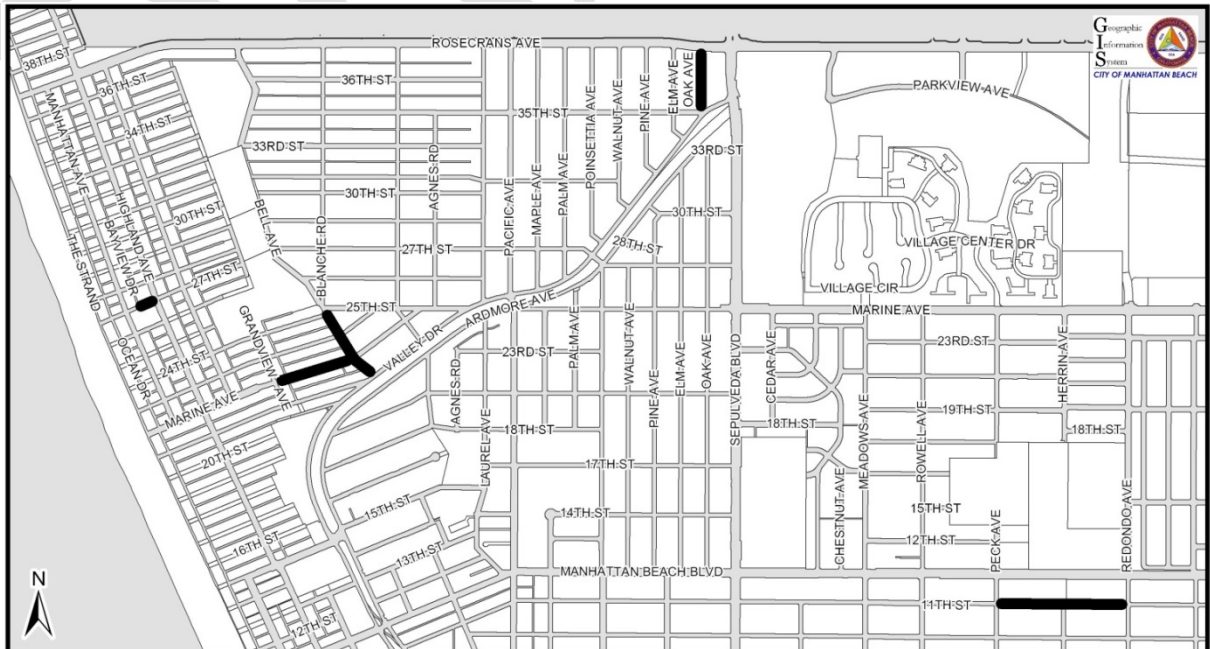 Geographic
Information
System
CITY OF MANHATTAN BEACH
ROSECRANS AVE
38TH ST
36TH ST
36TH ST
PARKVIEW AVE
MANHATTAN AVE
34TH ST
35TH ST
POINSETTIA AVE
WALNUT AVE
PINE AVE
ELM AVE
OAK AVE
33RD ST
33RD ST
AGNES RD
PACIFIC AVE
MAPLE AVE
PALM AVE
30TH ST
HIGHLAND AVE
BAYVIEW DR
30TH ST
30TH ST
BELL AVE
BLANCHE RD
THE STRAND
27TH ST
28TH ST
VILLAGE CENTER DR
27TH ST
VILLAGE CIR
GRANDVIEW AVE
25TH ST
ARDMORE AVE
MARINE AVE
OCEAN DR
24TH ST
VALLEY DR
23RD ST
PALM AVE
WALNUT AVE
PINE AVE
ELM AVE
OAK AVE
SEPULVEDA BLVD
CEDAR AVE
23RD ST
HERRIN AVE
MARINE AVE
AGNES RD
LAUREL AVE
18TH ST
18TH ST
MEADOWS AVE
ROWELL AVE
19TH ST
18TH ST
20TH ST
17TH ST
CHESTNUT AVE
15TH ST
14TH ST
15TH ST
PECK AVE
REDONDO AVE
16TH ST
13TH ST
12TH ST
MANHATTAN BEACH BLVD
N
12TH ST
11TH ST